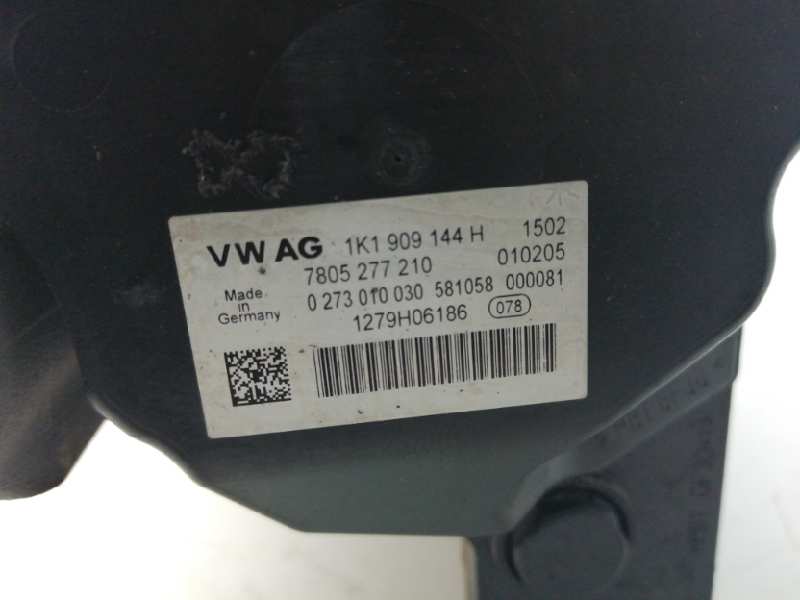 VW AG 1K1 909 144 H 1502
7805 277 210 010205
Made in Germany 0 273 010 030 581058 000081
1279H06186 078